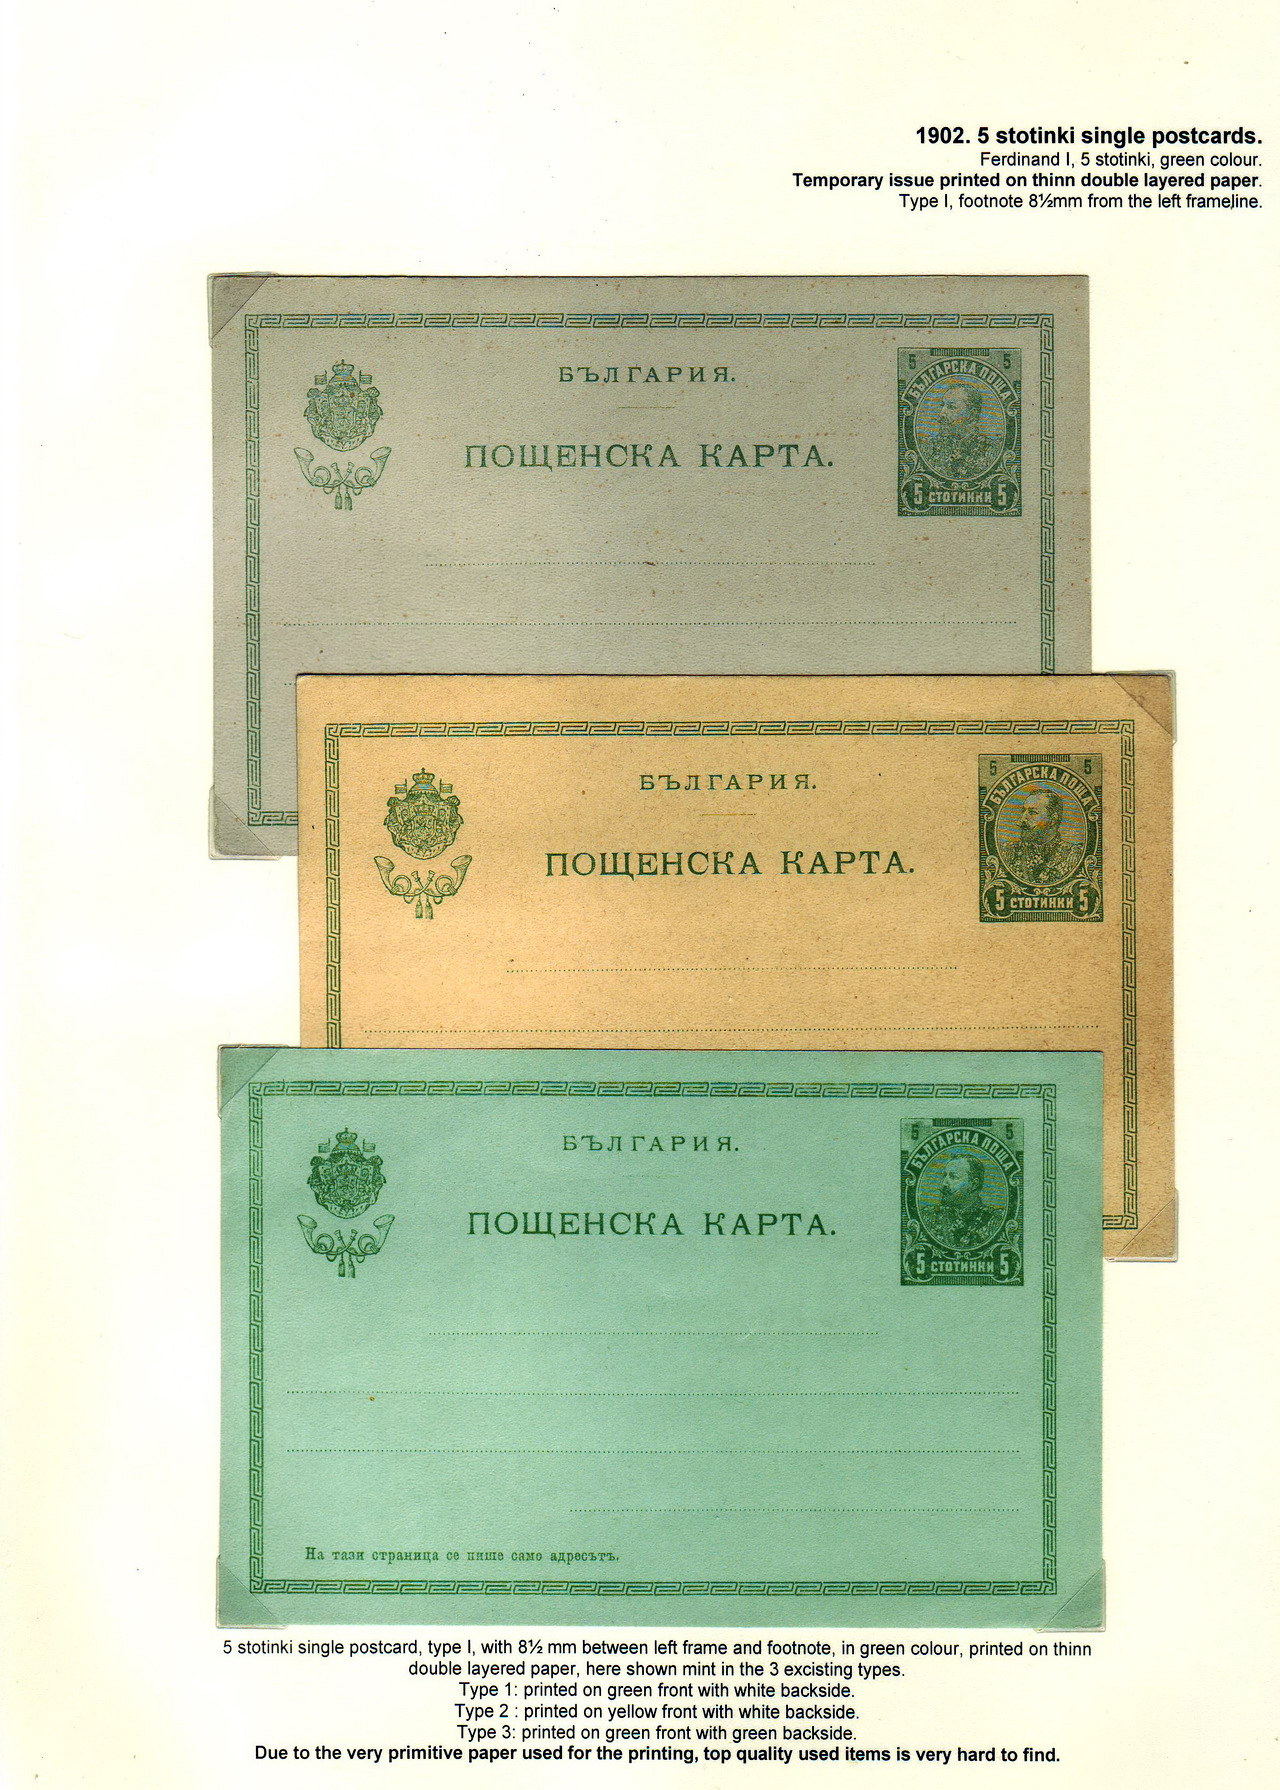 1902. 5 stotinki single postcards.
Ferdinand I, 5 stotinki, green colour.
Temporary issue printed on thinn double layered paper.
Type I, footnote 8½mm from the left frameline.
5 5
БЪЛГАРСКА ПОЩА
БЪЛГАРИЯ.
ПОЩЕНСКА КАРТА.
5 СТОТИНКИ 5
5 5
БЪЛГАРСКА ПОЩА
БЪЛГАРИЯ.
ПОЩЕНСКА КАРТА.
5 СТОТИНКИ 5
5 5
БЪЛГАРСКА ПОЩА
БЪЛГАРИЯ.
ПОЩЕНСКА КАРТА.
5 СТОТИНКИ 5
На тази страница се пише само адресътъ.
5 stotinki single postcard, type I, with 8½ mm between left frame and footnote, in green colour, printed on thinn
double layered paper, here shown mint in the 3 excisting types.
Type 1: printed on green front with white backside.
Type 2 : printed on yellow front with white backside.
Type 3: printed on green front with green backside.
Due to the very primitive paper used for the printing, top quality used items is very hard to find.